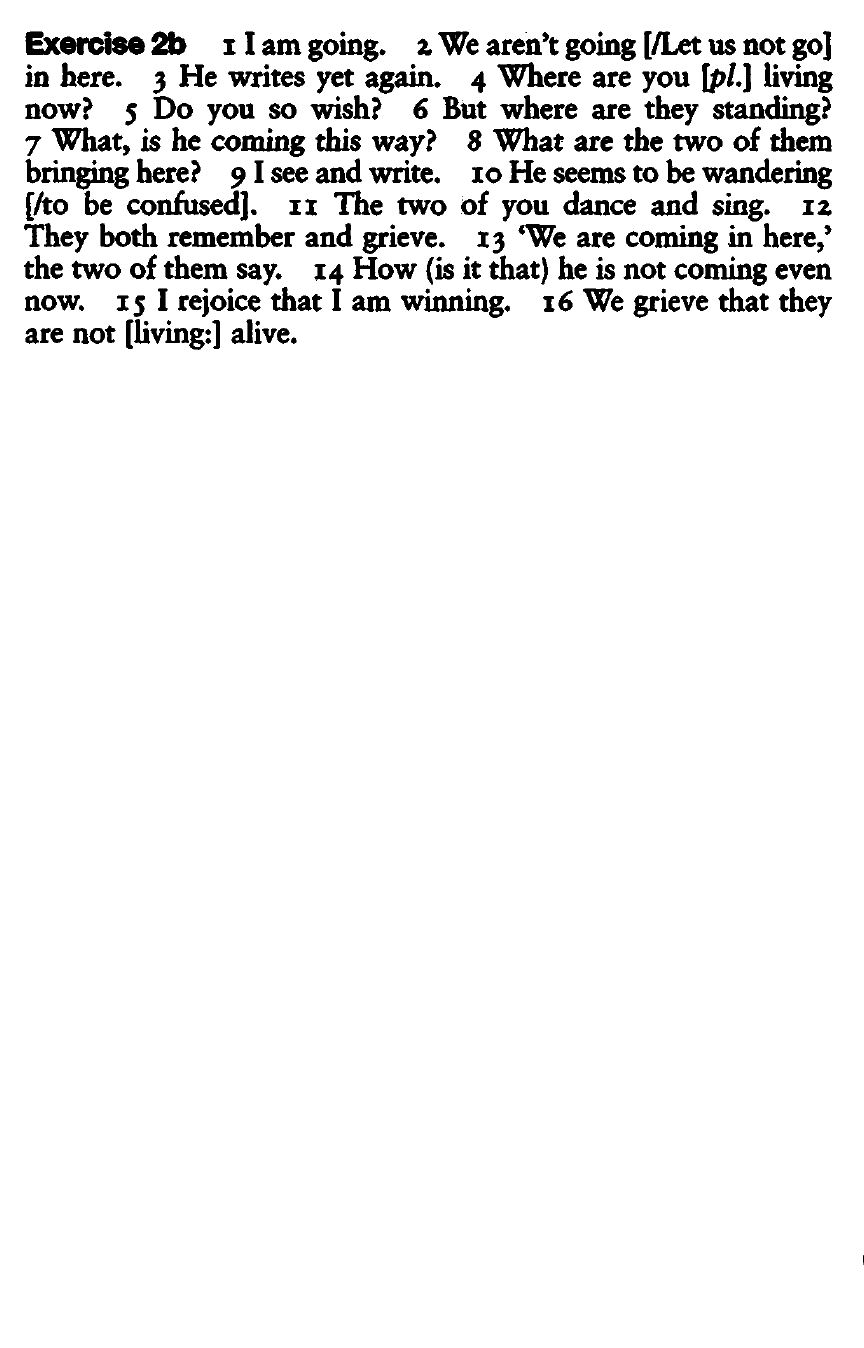 Exercise 2b 1 I am going. 2 We aren't going [/Let us not go]
in here. 3 He writes yet again. 4 Where are you [pl.] living
now? 5 Do you so wish? 6 But where are they standing?
7 What, is he coming this way? 8 What are the two of them
bringing here? 9 I see and write. 10 He seems to be wandering
[/to be confused]. 11 The two of you dance and sing. 12
They both remember and grieve. 13 'We are coming in here,'
the two of them say. 14 How (is it that) he is not coming even
now. 15 I rejoice that I am winning. 16 We grieve that they
are not [living:] alive.